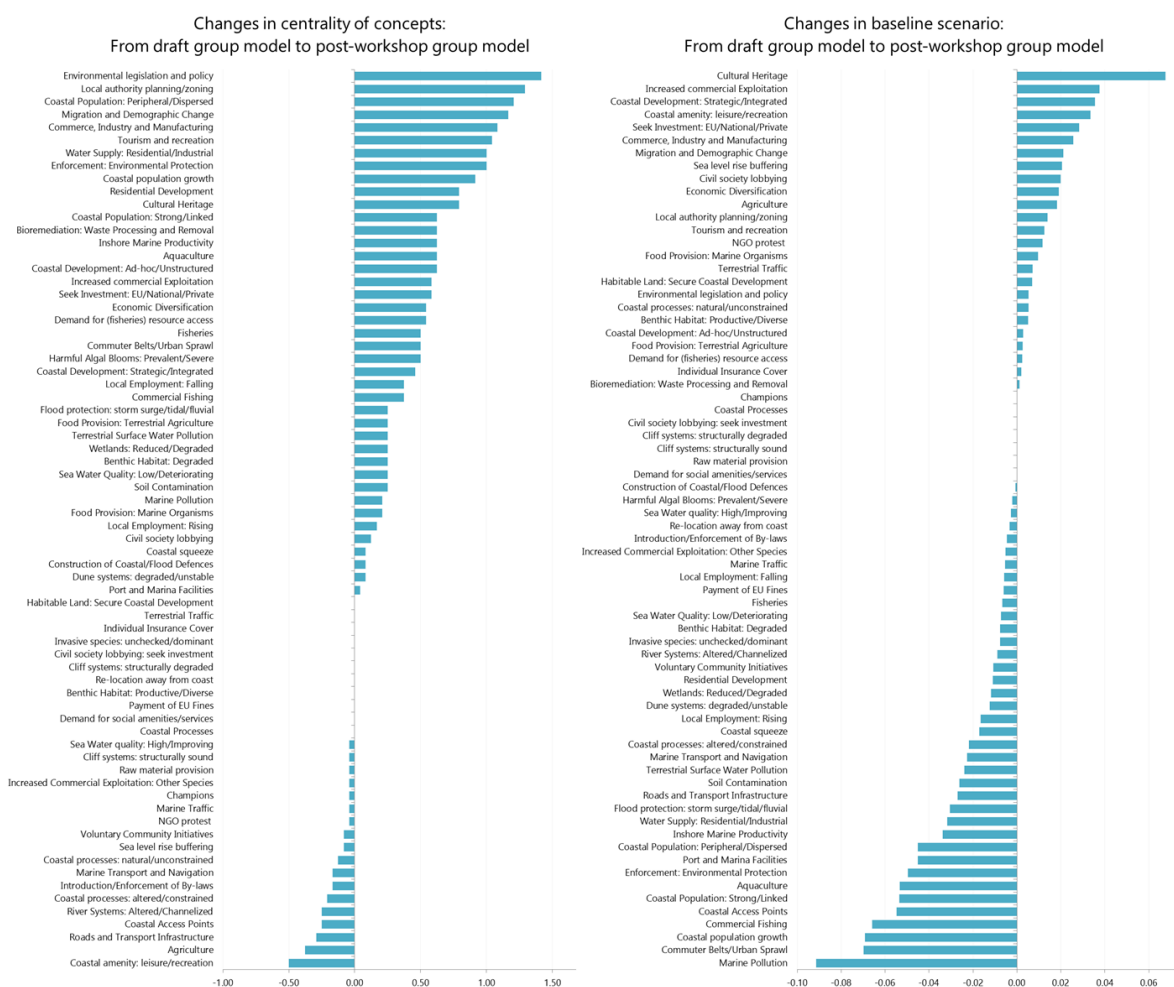 Changes in centrality of concepts:
From draft group model to post-workshop group model
Environmental legislation and policy
Local authority planning/zoning
Coastal Population: Peripheral/Dispersed
Migration and Demographic Change
Commerce, Industry and Manufacturing
Tourism and recreation
Water Supply: Residential/Industrial
Enforcement: Environmental Protection
Coastal population growth
Residential Development
Cultural Heritage
Coastal Population: Strong/Linked
Bioremediation: Waste Processing and Removal
Inshore Marine Productivity
Aquaculture
Coastal Development: Ad-hoc/Unstructured
Increased commercial Exploitation
Seek Investment: EU/National/Private
Economic Diversification
Demand for (fisheries) resource access
Fisheries
Commuter Belts/Urban Sprawl
Harmful Algal Blooms: Prevalent/Severe
Coastal Development: Strategic/Integrated
Local Employment: Falling
Commercial Fishing
Flood protection: storm surge/tidal/fluvial
Food Provision: Terrestrial Agriculture
Terrestrial Surface Water Pollution
Wetlands: Reduced/Degraded
Benthic Habitat: Degraded
Sea Water Quality: Low/Deteriorating
Soil Contamination
Marine Pollution
Food Provision: Marine Organisms
Local Employment: Rising
Civil society lobbying
Coastal squeeze
Construction of Coastal/Flood Defences
Dune systems: degraded/unstable
Port and Marina Facilities
Habitable Land: Secure Coastal Development
Terrestrial Traffic
Individual Insurance Cover
Invasive species: unchecked/dominant
Civil society lobbying: seek investment
Cliff systems: structurally degraded
Re-location away from coast
Benthic Habitat: Productive/Diverse
Payment of EU Fines
Demand for social amenities/services
Coastal Processes
Sea Water quality: High/Improving
Cliff systems: structurally sound
Raw material provision
Increased Commercial Exploitation: Other Species
Champions
Marine Traffic
NGO protest
Voluntary Community Initiatives
Sea level rise buffering
Coastal processes: natural/unconstrained
Marine Transport and Navigation
Introduction/Enforcement of By-laws
Coastal processes: altered/constrained
River Systems: Altered/Channelized
Coastal Access Points
Roads and Transport Infrastructure
Agriculture
Coastal amenity: leisure/recreation
-1.00 -0.50 0.00 0.50 1.00 1.50
Changes in baseline scenario:
From draft group model to post-workshop group model
Cultural Heritage
Increased commercial Exploitation
Coastal Development: Strategic/Integrated
Coastal amenity: leisure/recreation
Seek Investment: EU/National/Private
Commerce, Industry and Manufacturing
Migration and Demographic Change
Sea level rise buffering
Civil society lobbying
Economic Diversification
Agriculture
Local authority planning/zoning
Tourism and recreation
NGO protest
Food Provision: Marine Organisms
Terrestrial Traffic
Habitable Land: Secure Coastal Development
Environmental legislation and policy
Coastal processes: natural/unconstrained
Benthic Habitat: Productive/Diverse
Coastal Development: Ad-hoc/Unstructured
Food Provision: Terrestrial Agriculture
Demand for (fisheries) resource access
Individual Insurance Cover
Bioremediation: Waste Processing and Removal
Champions
Coastal Processes
Civil society lobbying: seek investment
Cliff systems: structurally degraded
Cliff systems: structurally sound
Raw material provision
Demand for social amenities/services
Construction of Coastal/Flood Defences
Harmful Algal Blooms: Prevalent/Severe
Sea Water quality: High/Improving
Re-location away from coast
Introduction/Enforcement of By-laws
Increased Commercial Exploitation: Other Species
Marine Traffic
Local Employment: Falling
Payment of EU Fines
Fisheries
Sea Water Quality: Low/Deteriorating
Benthic Habitat: Degraded
Invasive species: unchecked/dominant
River Systems: Altered/Channelized
Voluntary Community Initiatives
Residential Development
Wetlands: Reduced/Degraded
Dune systems: degraded/unstable
Local Employment: Rising
Coastal squeeze
Coastal processes: altered/constrained
Marine Transport and Navigation
Terrestrial Surface Water Pollution
Soil Contamination
Roads and Transport Infrastructure
Flood protection: storm surge/tidal/fluvial
Water Supply: Residential/Industrial
Inshore Marine Productivity
Coastal Population: Peripheral/Dispersed
Port and Marina Facilities
Enforcement: Environmental Protection
Aquaculture
Coastal Population: Strong/Linked
Coastal Access Points
Commercial Fishing
Coastal population growth
Commuter Belts/Urban Sprawl
Marine Pollution
-0.10 -0.08 -0.06 -0.04 -0.02 0.00 0.02 0.04 0.06